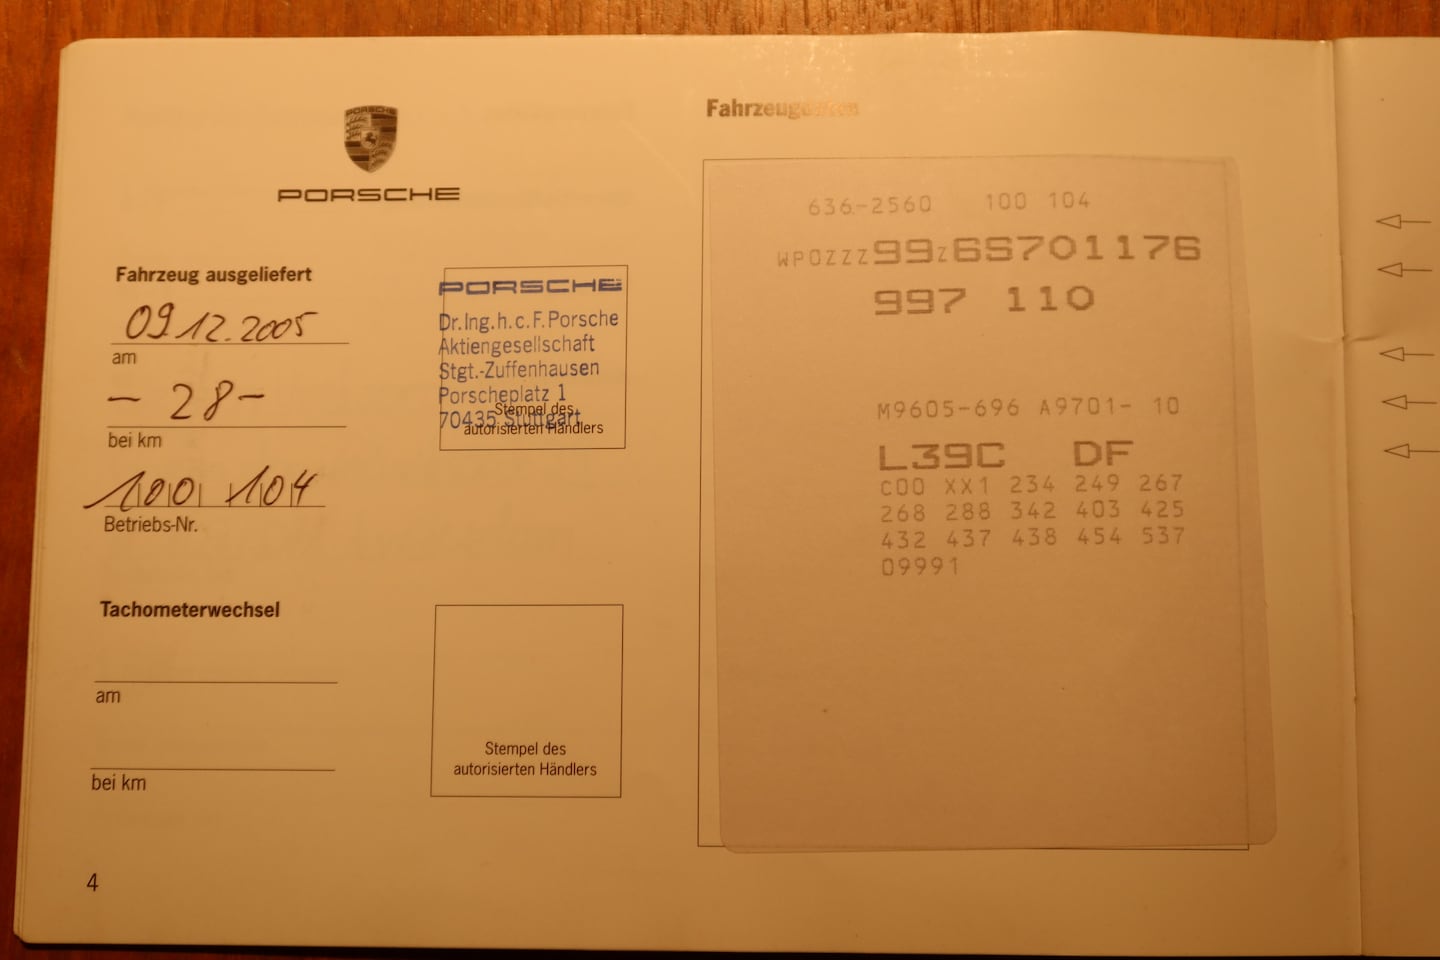 PORSCHE
PORSCHE
Fahrzeug ausgeliefert
09.12.2005
am
- 28 -
bei km
100 104
Betriebs-Nr.
PORSCHE
Dr.Ing.h.c.F.Porsche
Aktiengesellschaft
Stgt.-Zuffenhausen
Porscheplatz 1
70435 Stuttgart
Stempel des
autorisierten Händlers
Tachometerwechsel
am
bei km
Stempel des
autorisierten Händlers
4
Fahrzeugdaten
636-2560 100 104
WP0ZZZ99Z6S701176
997 110
M9605-696 A9701- 10
L39C DF
C00 XX1 234 249 267
268 288 342 403 425
432 437 438 454 537
09991